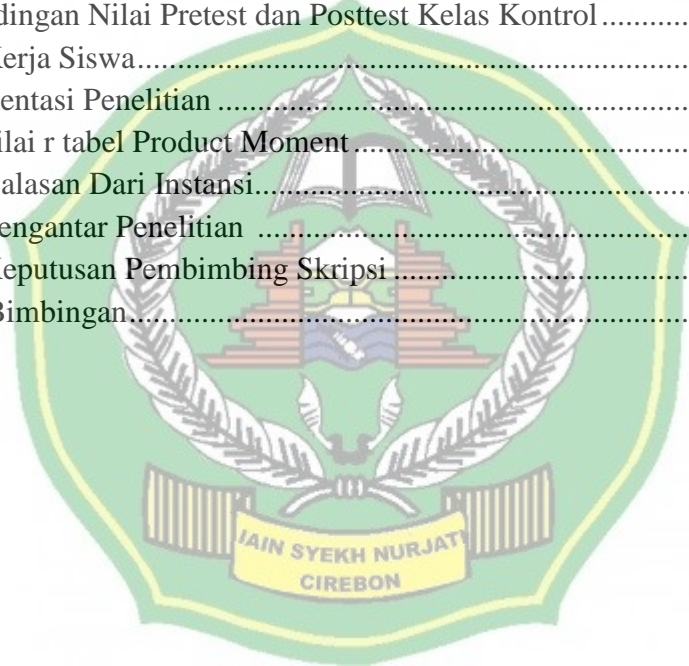 dingan Nilai Pretest dan Posttest Kelas Kontrol.............
Kerja Siswa......................................................................
entasi Penelitian ............................................................
ilai r tabel Product Moment ...........................................
alasan Dari Instansi.......................................................
engantar Penelitian ......................................................
Keputusan Pembimbing Skripsi ......................................
Bimbingan.......................................................................
IAIN SYEKH NURJATI
CIREBON